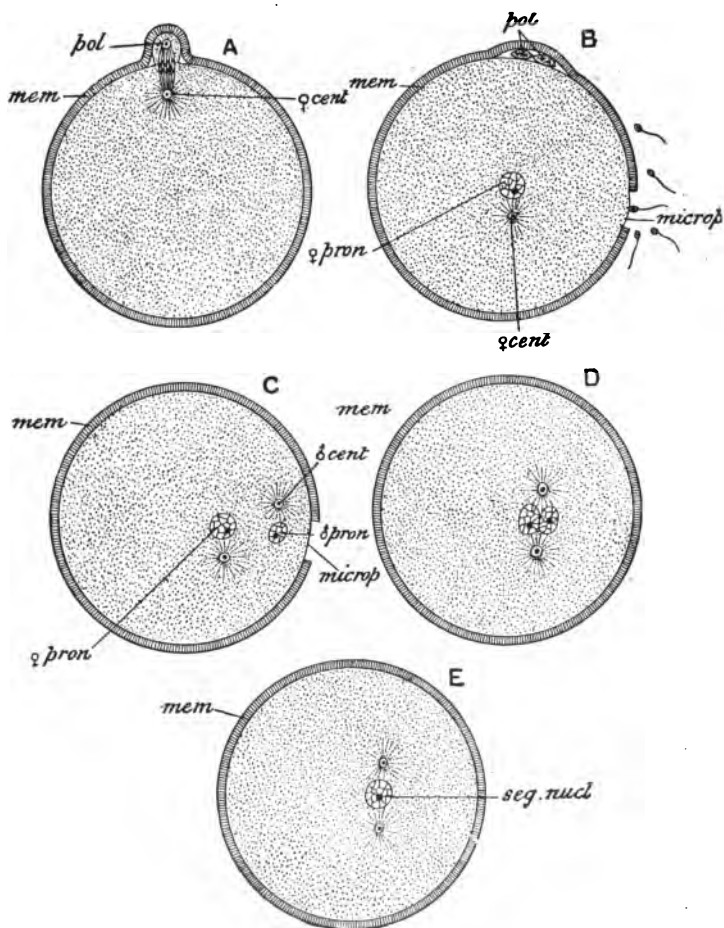 A
pol
mem
♀cent
B
pol
mem
microp
♀pron
♀cent
C
mem
♂cent
♂pron
microp
♀pron
D
mem
E
mem
seg.nucl